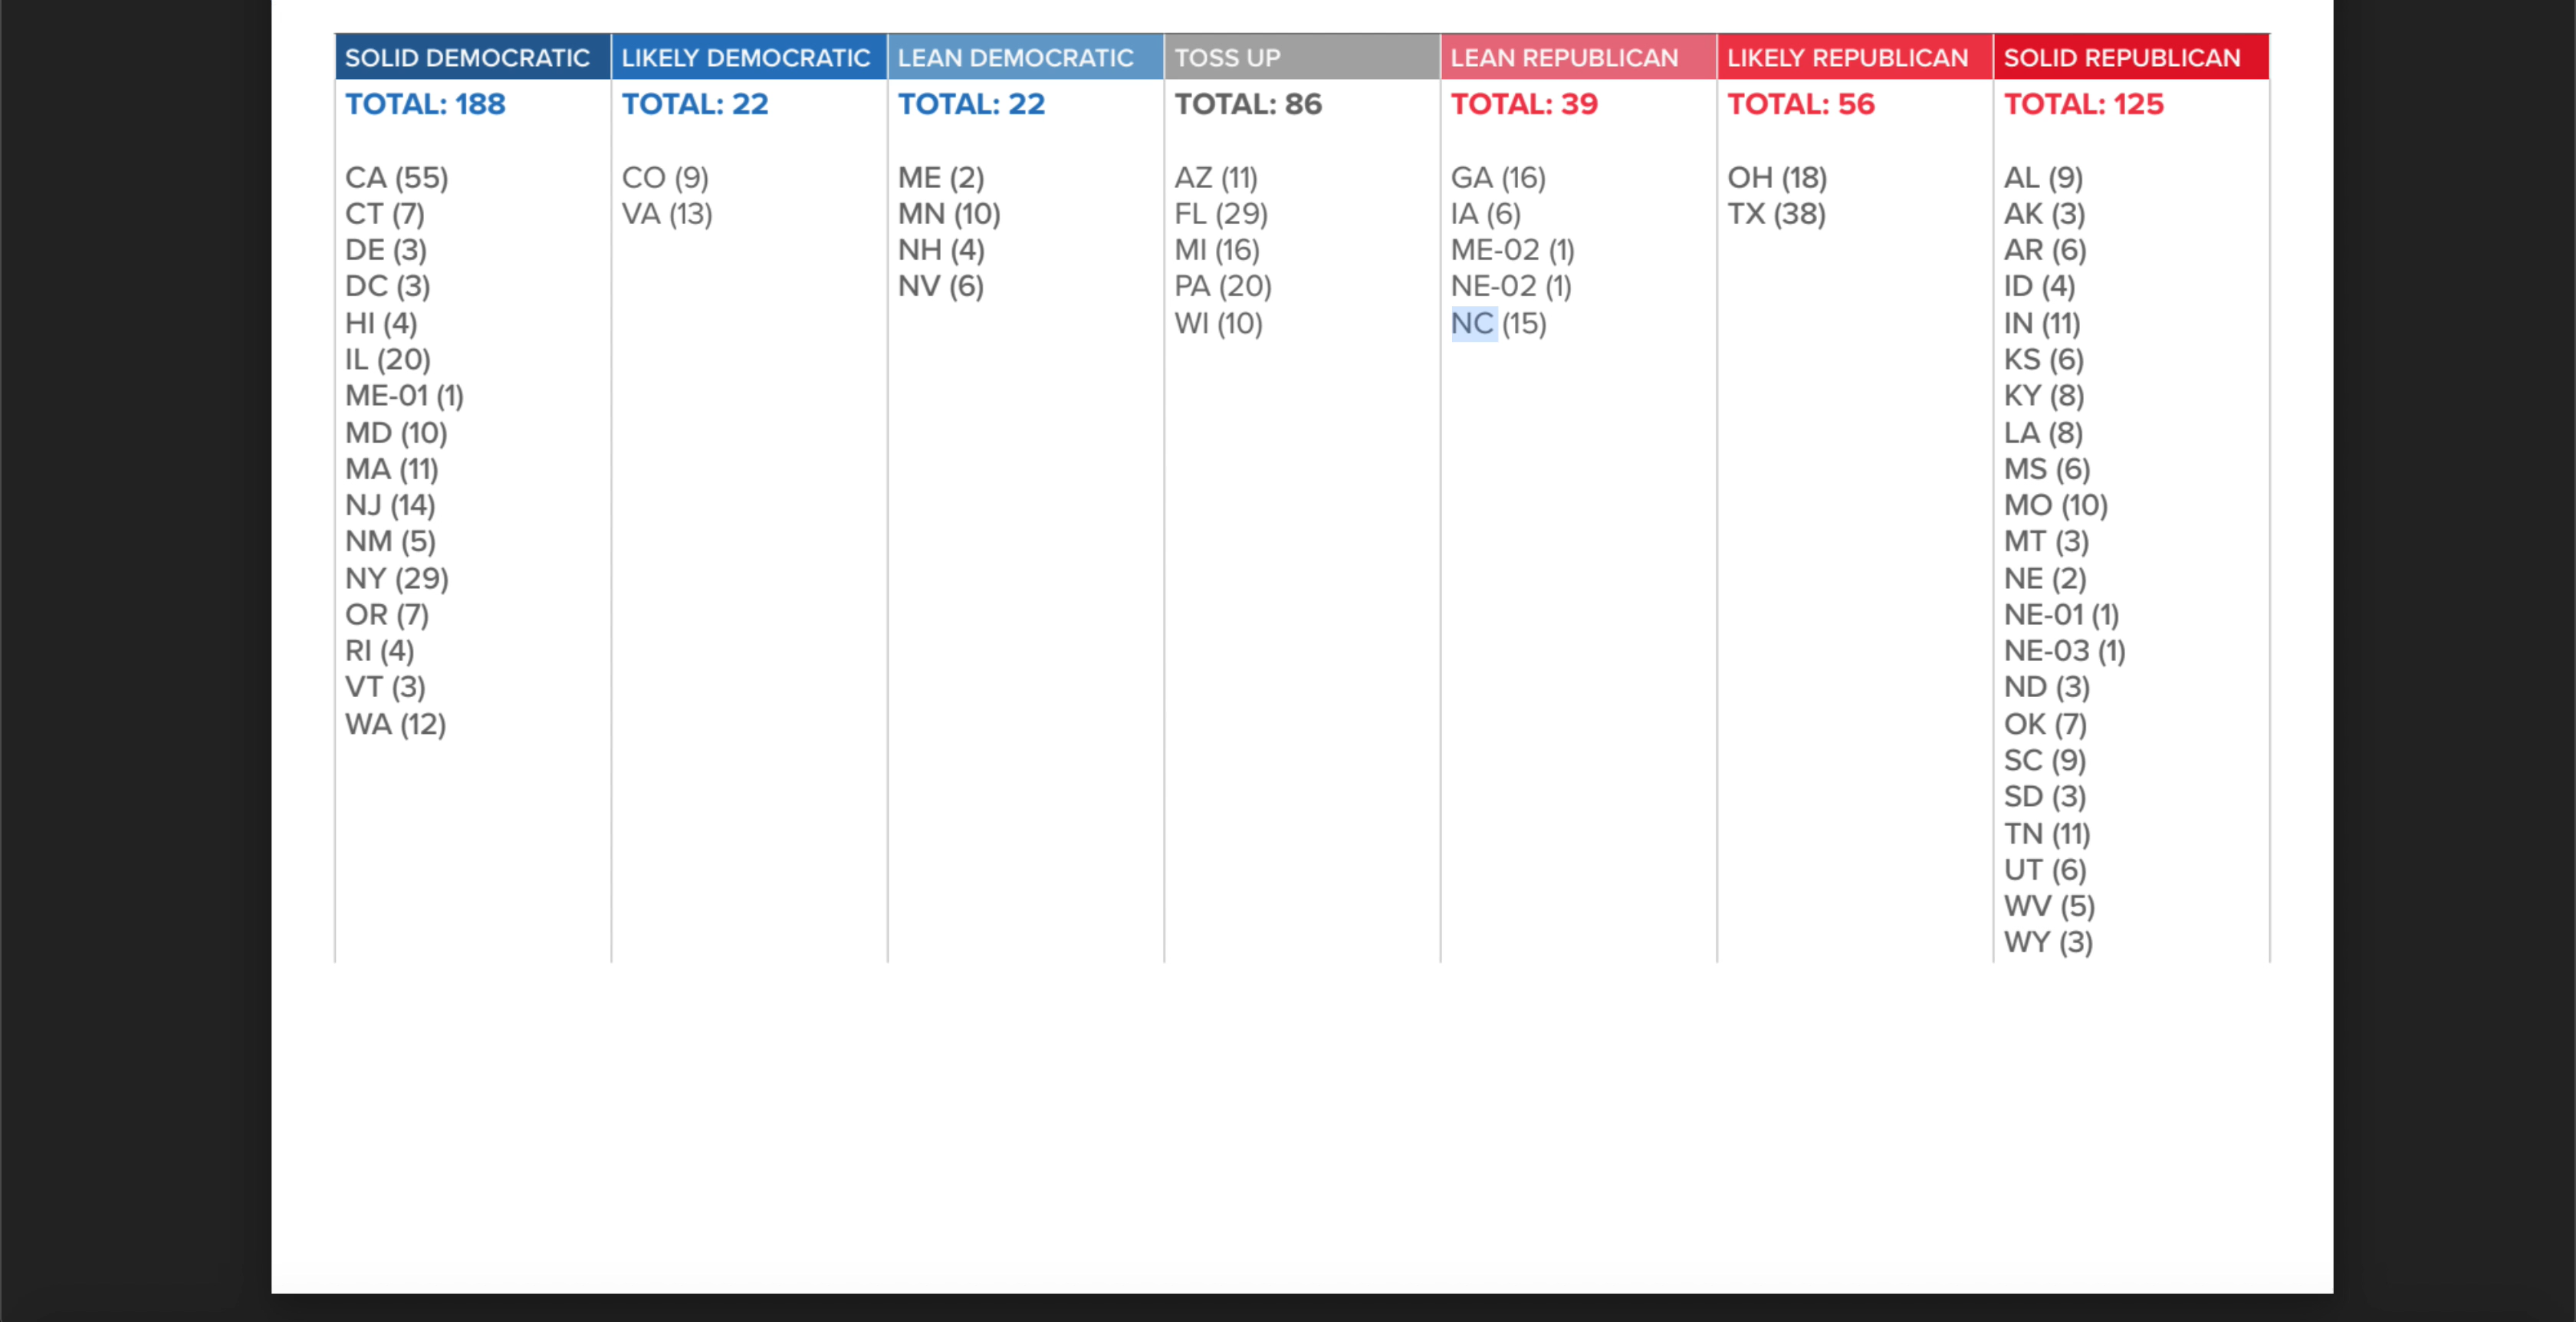 SOLID DEMOCRATIC
TOTAL: 188
CA (55)
CT (7)
DE (3)
DC (3)
HI (4)
IL (20)
ME-01 (1)
MD (10)
MA (11)
NJ (14)
NM (5)
NY (29)
OR (7)
RI (4)
VT (3)
WA (12)
LIKELY DEMOCRATIC
TOTAL: 22
CO (9)
VA (13)
LEAN DEMOCRATIC
TOTAL: 22
ME (2)
MN (10)
NH (4)
NV (6)
TOSS UP
TOTAL: 86
AZ (11)
FL (29)
MI (16)
PA (20)
WI (10)
LEAN REPUBLICAN
TOTAL: 39
GA (16)
IA (6)
ME-02 (1)
NE-02 (1)
NC (15)
LIKELY REPUBLICAN
TOTAL: 56
OH (18)
TX (38)
SOLID REPUBLICAN
TOTAL: 125
AL (9)
AK (3)
AR (6)
ID (4)
IN (11)
KS (6)
KY (8)
LA (8)
MS (6)
MO (10)
MT (3)
NE (2)
NE-01 (1)
NE-03 (1)
ND (3)
OK (7)
SC (9)
SD (3)
TN (11)
UT (6)
WV (5)
WY (3)